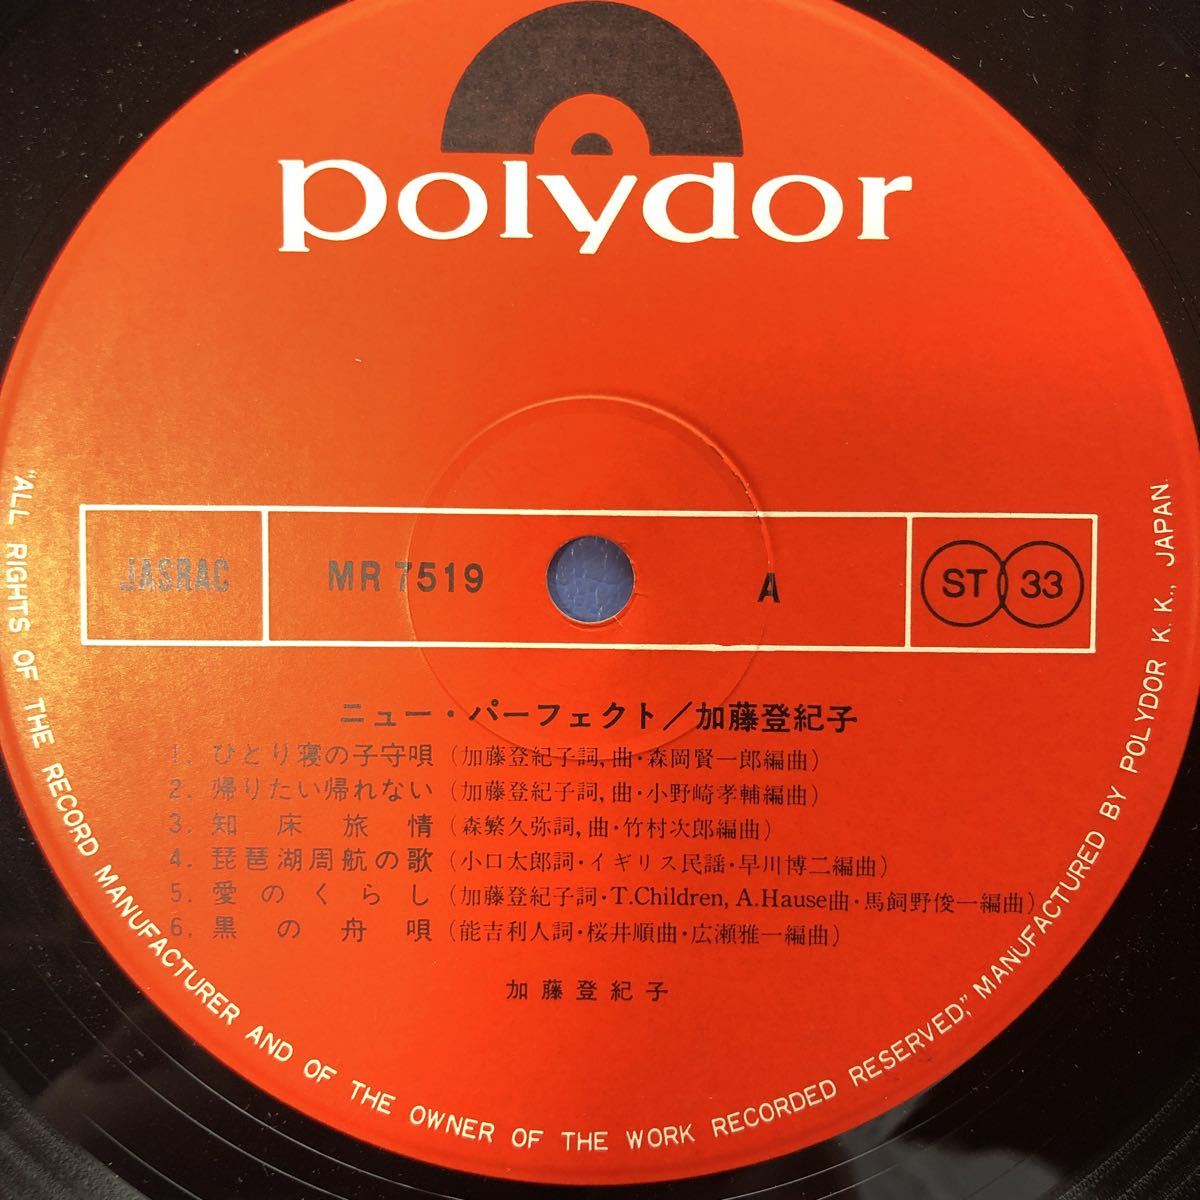 polydor
JASRAC MR 7519 A ST 33
ニュー・パーフェクト／加藤登紀子
1. ひとり寝の子守唄 (加藤登紀子詞, 曲・森岡賢一郎編曲)
2. 帰りたい帰れない (加藤登紀子詞, 曲・小野崎孝輔編曲)
3. 知床旅情 (森繁久弥詞, 曲・竹村次郎編曲)
4. 琵琶湖周航の歌 (小口太郎詞・イギリス民謡・早川博二編曲)
5. 愛のくらし (加藤登紀子詞・T.Children, A.Hause曲・馬飼野俊一編曲)
6. 黒の舟唄 (能吉利人詞・桜井順曲・広瀬雅一編曲)
加藤登紀子
"ALL RIGHTS OF THE RECORD MANUFACTURER AND OF THE OWNER OF THE WORK RECORDED RESERVED," MANUFACTURED BY POLYDOR K. K., JAPAN.